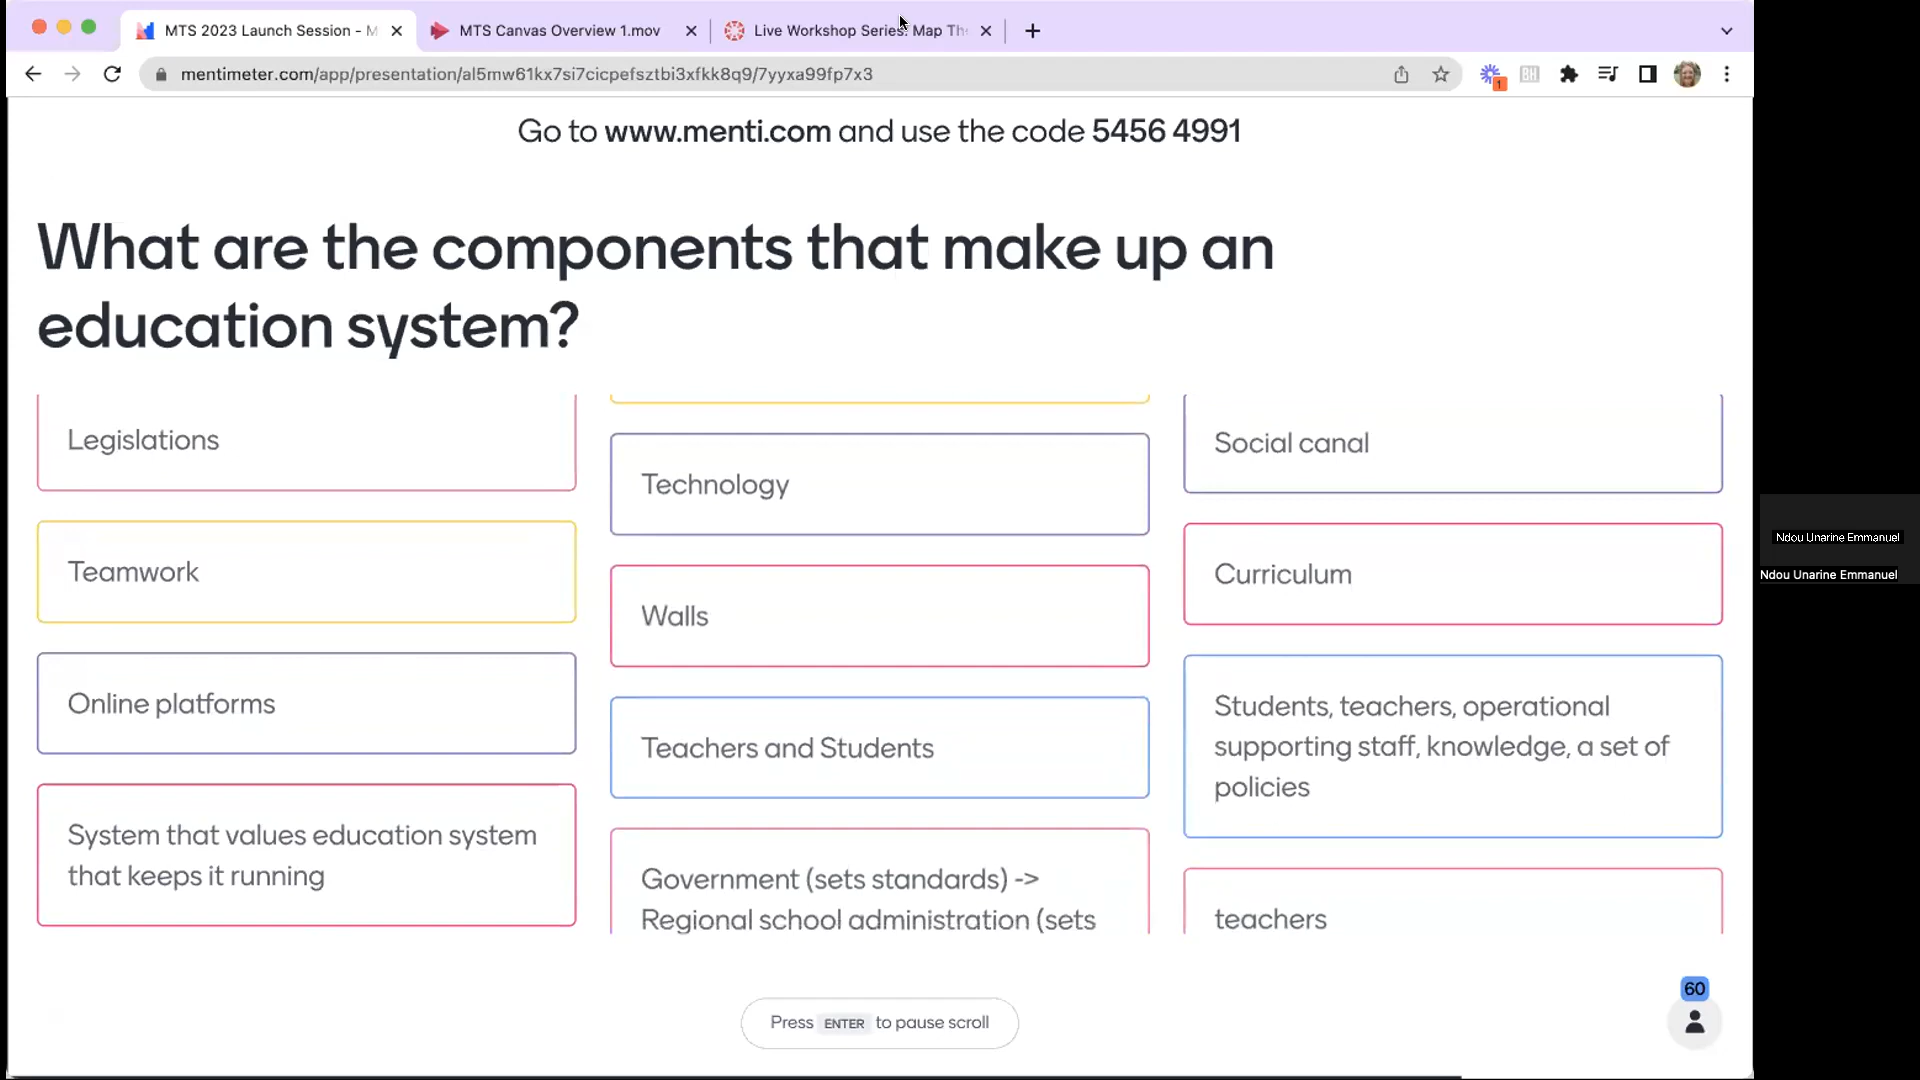 MTS 2023 Launch Session - M
MTS Canvas Overview 1.mov
Live Workshop Series: Map Th
mentimeter.com/app/presentation/al5mw61kx7si7cicpefsztbi3xfkk8q9/7yyxa99fp7x3
1
BH
Go to www.menti.com and use the code 5456 4991
What are the components that make up an
education system?
Legislations
Teamwork
Online platforms
System that values education system
that keeps it running
Technology
Walls
Teachers and Students
Government (sets standards) ->
Regional school administration (sets
Social canal
Curriculum
Students, teachers, operational
supporting staff, knowledge, a set of
policies
teachers
Ndou Unarine Emmanuel
Ndou Unarine Emmanuel
60
Press ENTER to pause scroll